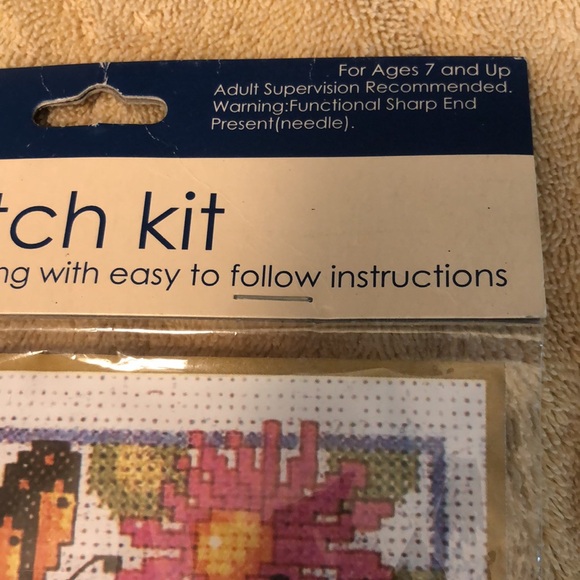 For Ages 7 and Up
Adult Supervision Recommended.
Warning:Functional Sharp End
Present(needle).
tch kit
ng with easy to follow instructions